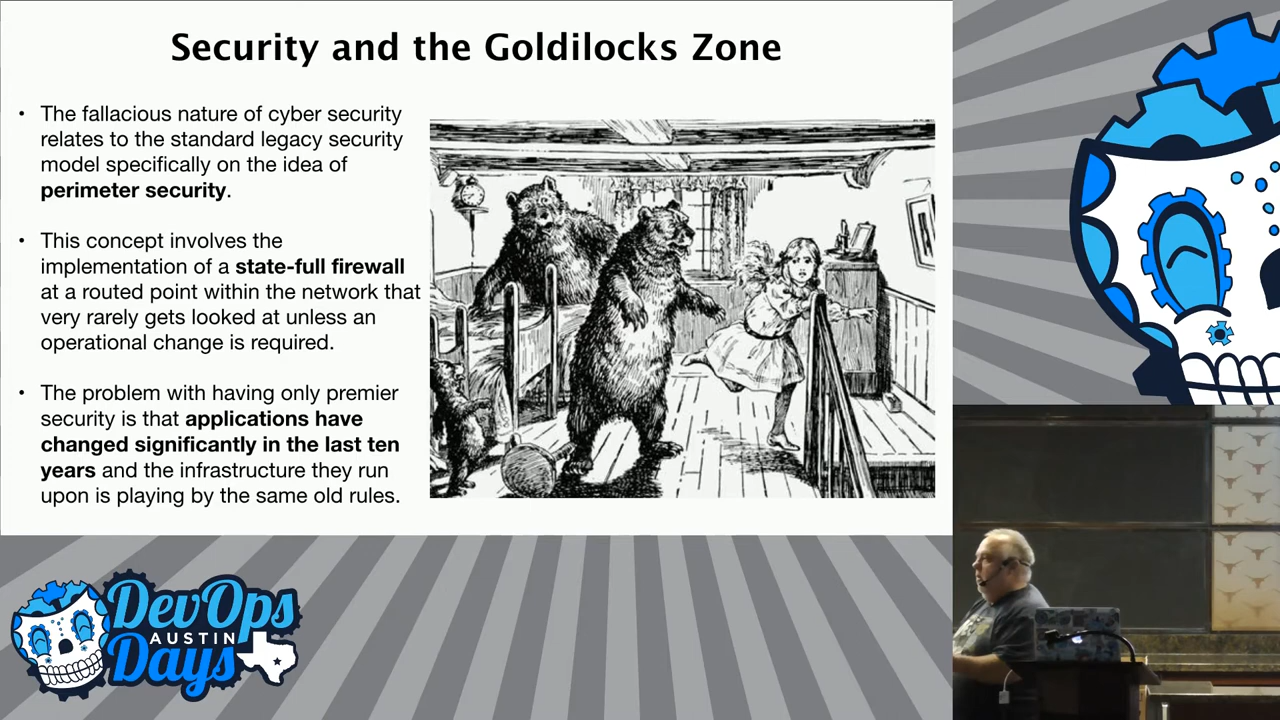 Security and the Goldilocks Zone
• The fallacious nature of cyber security
relates to the standard legacy security
model specifically on the idea of
perimeter security.
• This concept involves the
implementation of a state-full firewall
at a routed point within the network that
very rarely gets looked at unless an
operational change is required.
• The problem with having only premier
security is that applications have
changed significantly in the last ten
years and the infrastructure they run
upon is playing by the same old rules.
DevOps
AUSTIN
Days